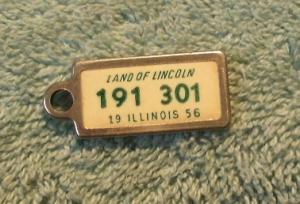 LAND OF LINCOLN
191 301
19 ILLINOIS 56